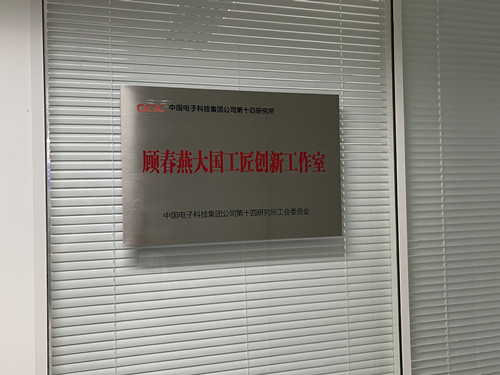 中国电子科技集团公司第十四研究所
顾春燕大国工匠创新工作室
中国电子科技集团公司第十四研究所工会委员会